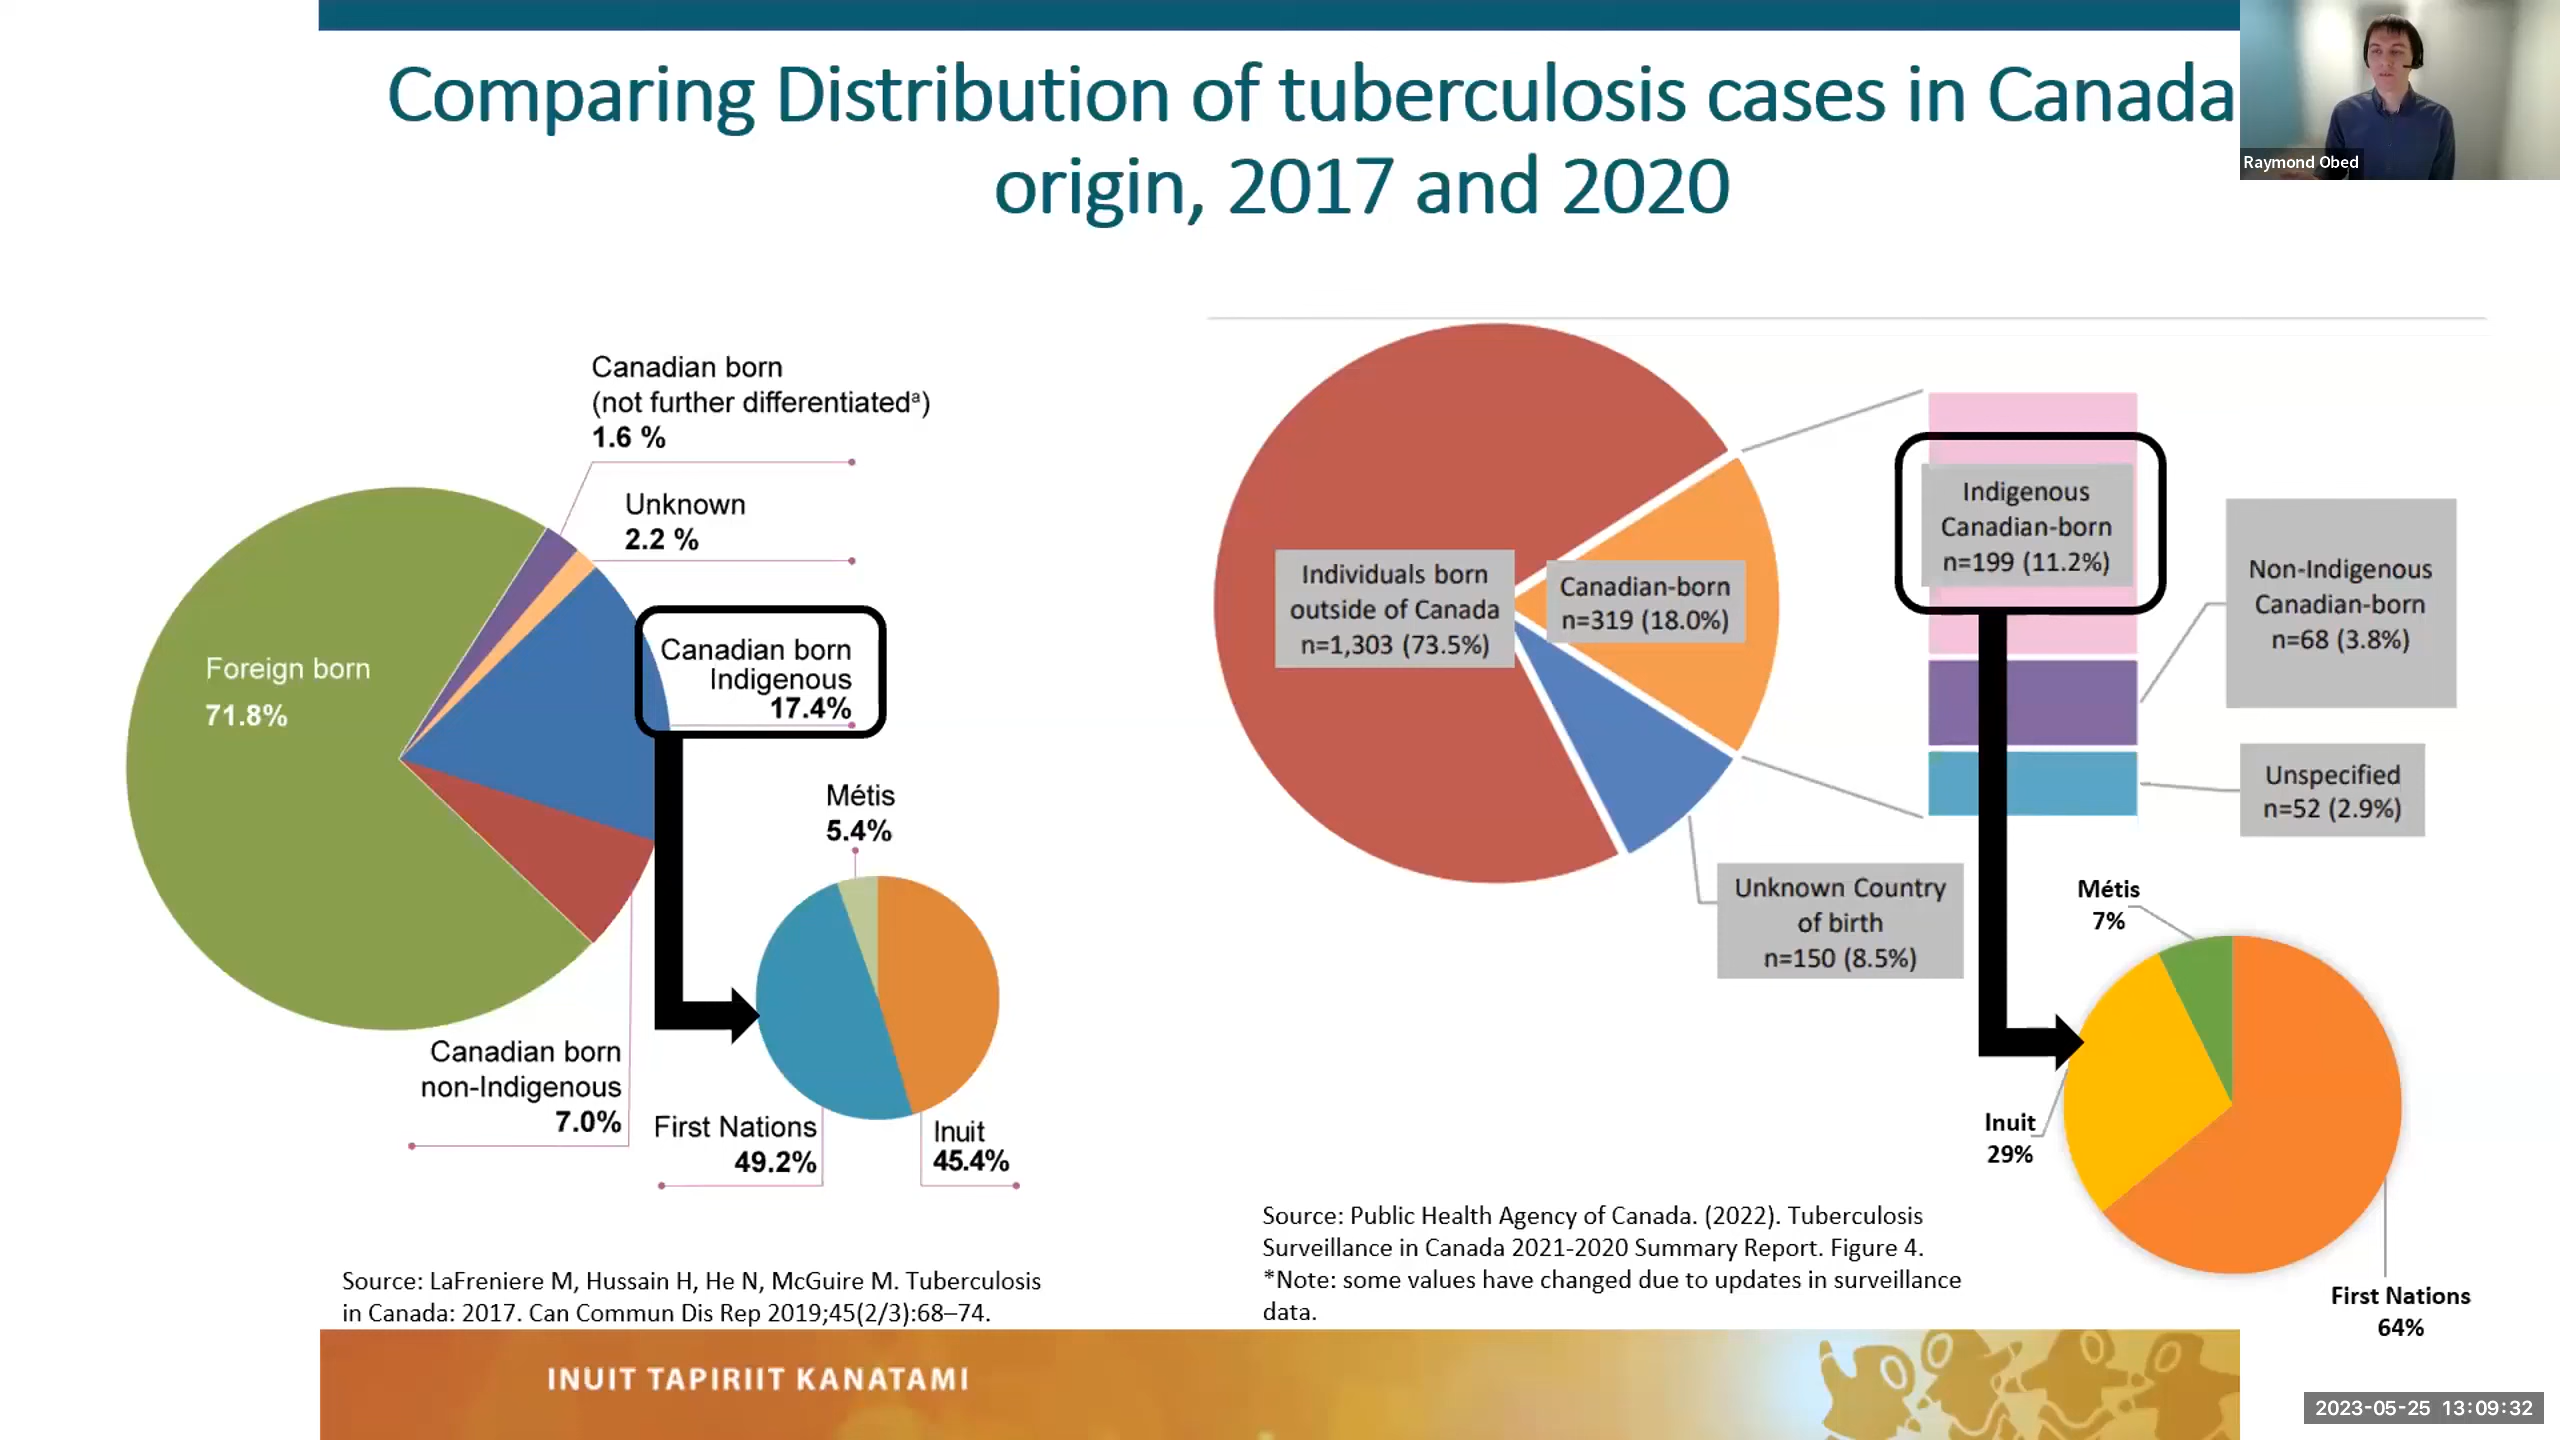 Comparing Distribution of tuberculosis cases in Canada
origin, 2017 and 2020
Raymond Obed
Canadian born
(not further differentiatedᵃ)
1.6 %
Unknown
2.2 %
Foreign born
71.8%
Canadian born
Indigenous
17.4%
Métis
5.4%
Canadian born
non-Indigenous
7.0%
First Nations
49.2%
Inuit
45.4%
Source: LaFreniere M, Hussain H, He N, McGuire M. Tuberculosis
in Canada: 2017. Can Commun Dis Rep 2019;45(2/3):68–74.
Individuals born
outside of Canada
n=1,303 (73.5%)
Canadian-born
n=319 (18.0%)
Indigenous
Canadian-born
n=199 (11.2%)
Non-Indigenous
Canadian-born
n=68 (3.8%)
Unspecified
n=52 (2.9%)
Unknown Country
of birth
n=150 (8.5%)
Métis
7%
Inuit
29%
First Nations
64%
Source: Public Health Agency of Canada. (2022). Tuberculosis
Surveillance in Canada 2021-2020 Summary Report. Figure 4.
*Note: some values have changed due to updates in surveillance
data.
INUIT TAPIRIIT KANATAMI
2023-05-25 13:09:32